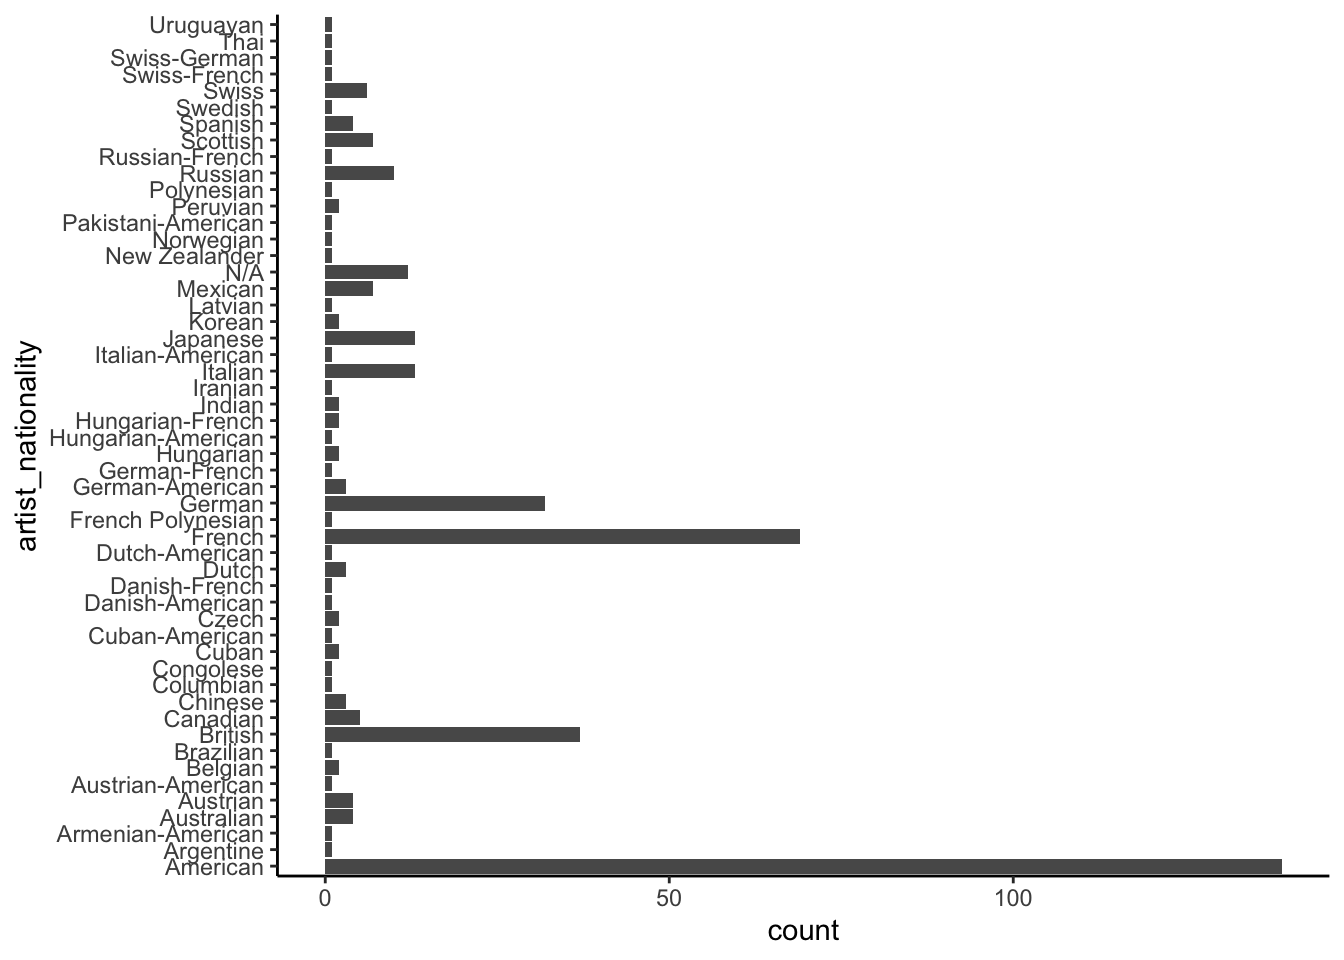 Uruguayan
Thai
Swiss-German
Swiss-French
Swiss
Swedish
Spanish
Scottish
Russian-French
Russian
Polynesian
Peruvian
Pakistani-American
Norwegian
New Zealander
N/A
Mexican
Latvian
Korean
Japanese
Italian-American
Italian
Iranian
Indian
Hungarian-French
Hungarian-American
Hungarian
German-French
German-American
German
French Polynesian
French
Dutch-American
Dutch
Danish-French
Danish-American
Czech
Cuban-American
Cuban
Congolese
Columbian
Chinese
Canadian
British
Brazilian
Belgian
Austrian-American
Austrian
Australian
Armenian-American
Argentine
American
artist_nationality
0 50 100
count